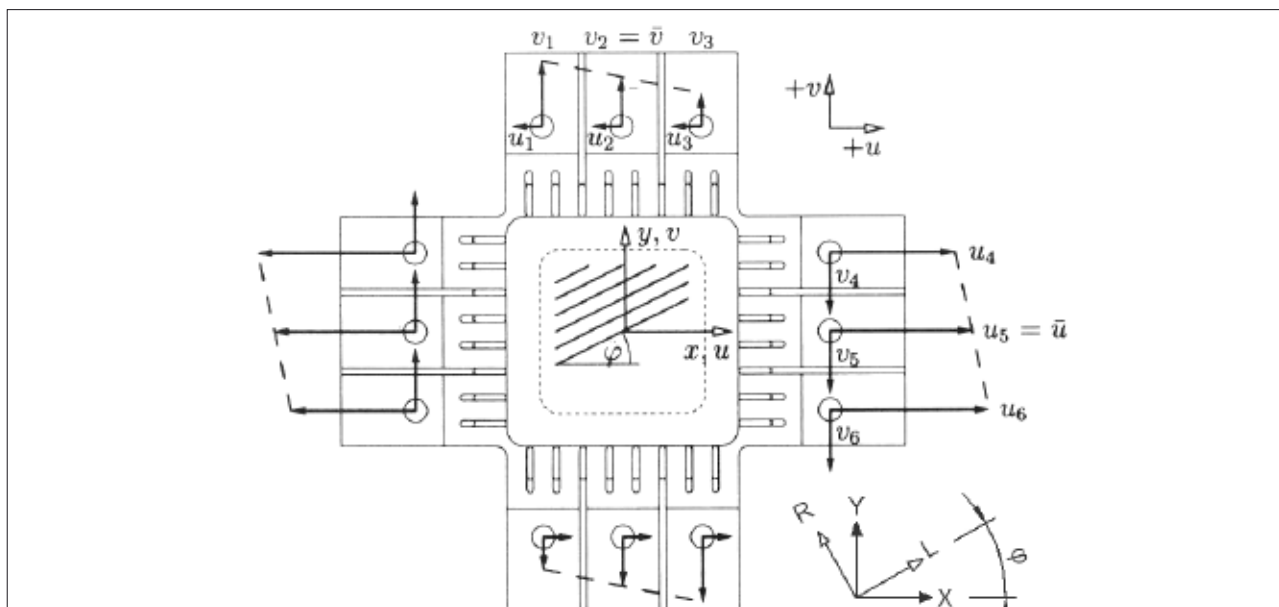 v₁ v₂ = v̄ v₃
+v
u₁ u₂ u₃
+u
y, v
u₄
v₄
φ
x, u
u₅ = ū
v₅
u₆
v₆
R Y L φ
X